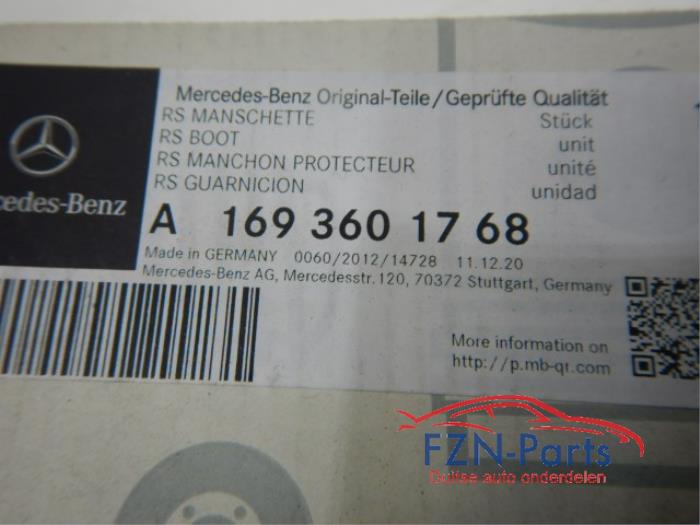 Mercedes-Benz Original-Teile/Geprüfte Qualität
RS MANSCHETTE Stück
RS BOOT unit
RS MANCHON PROTECTEUR unité
RS GUARNICION unidad
cedes-Benz
A 169 360 17 68
Made in GERMANY 0060/2012/14728 11.12.20
Mercedes-Benz AG, Mercedesstr.120, 70372 Stuttgart, Germany
More information on
http://p.mb-qr.com
FZN-Parts
Duitse auto onderdelen